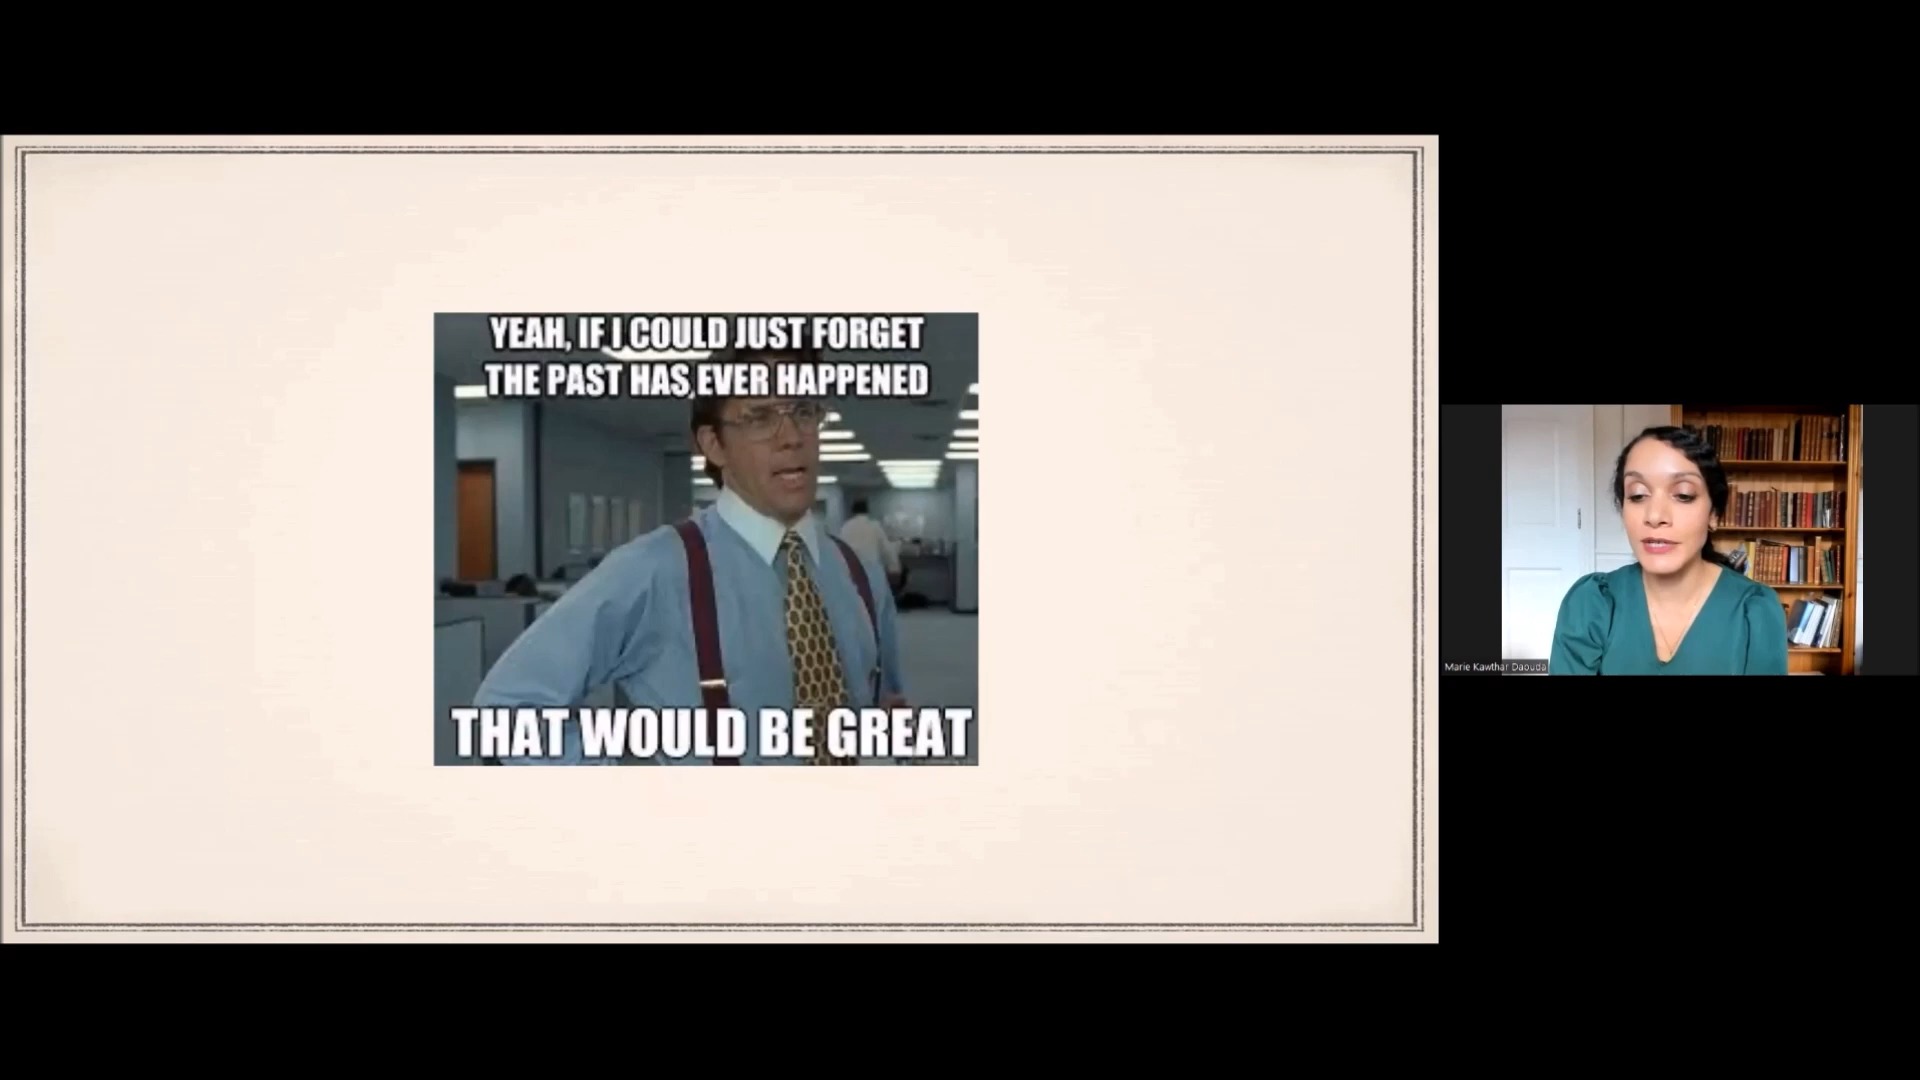 YEAH, IF I COULD JUST FORGET
THE PAST HAS EVER HAPPENED
THAT WOULD BE GREAT
Marie Kawthar Daouda